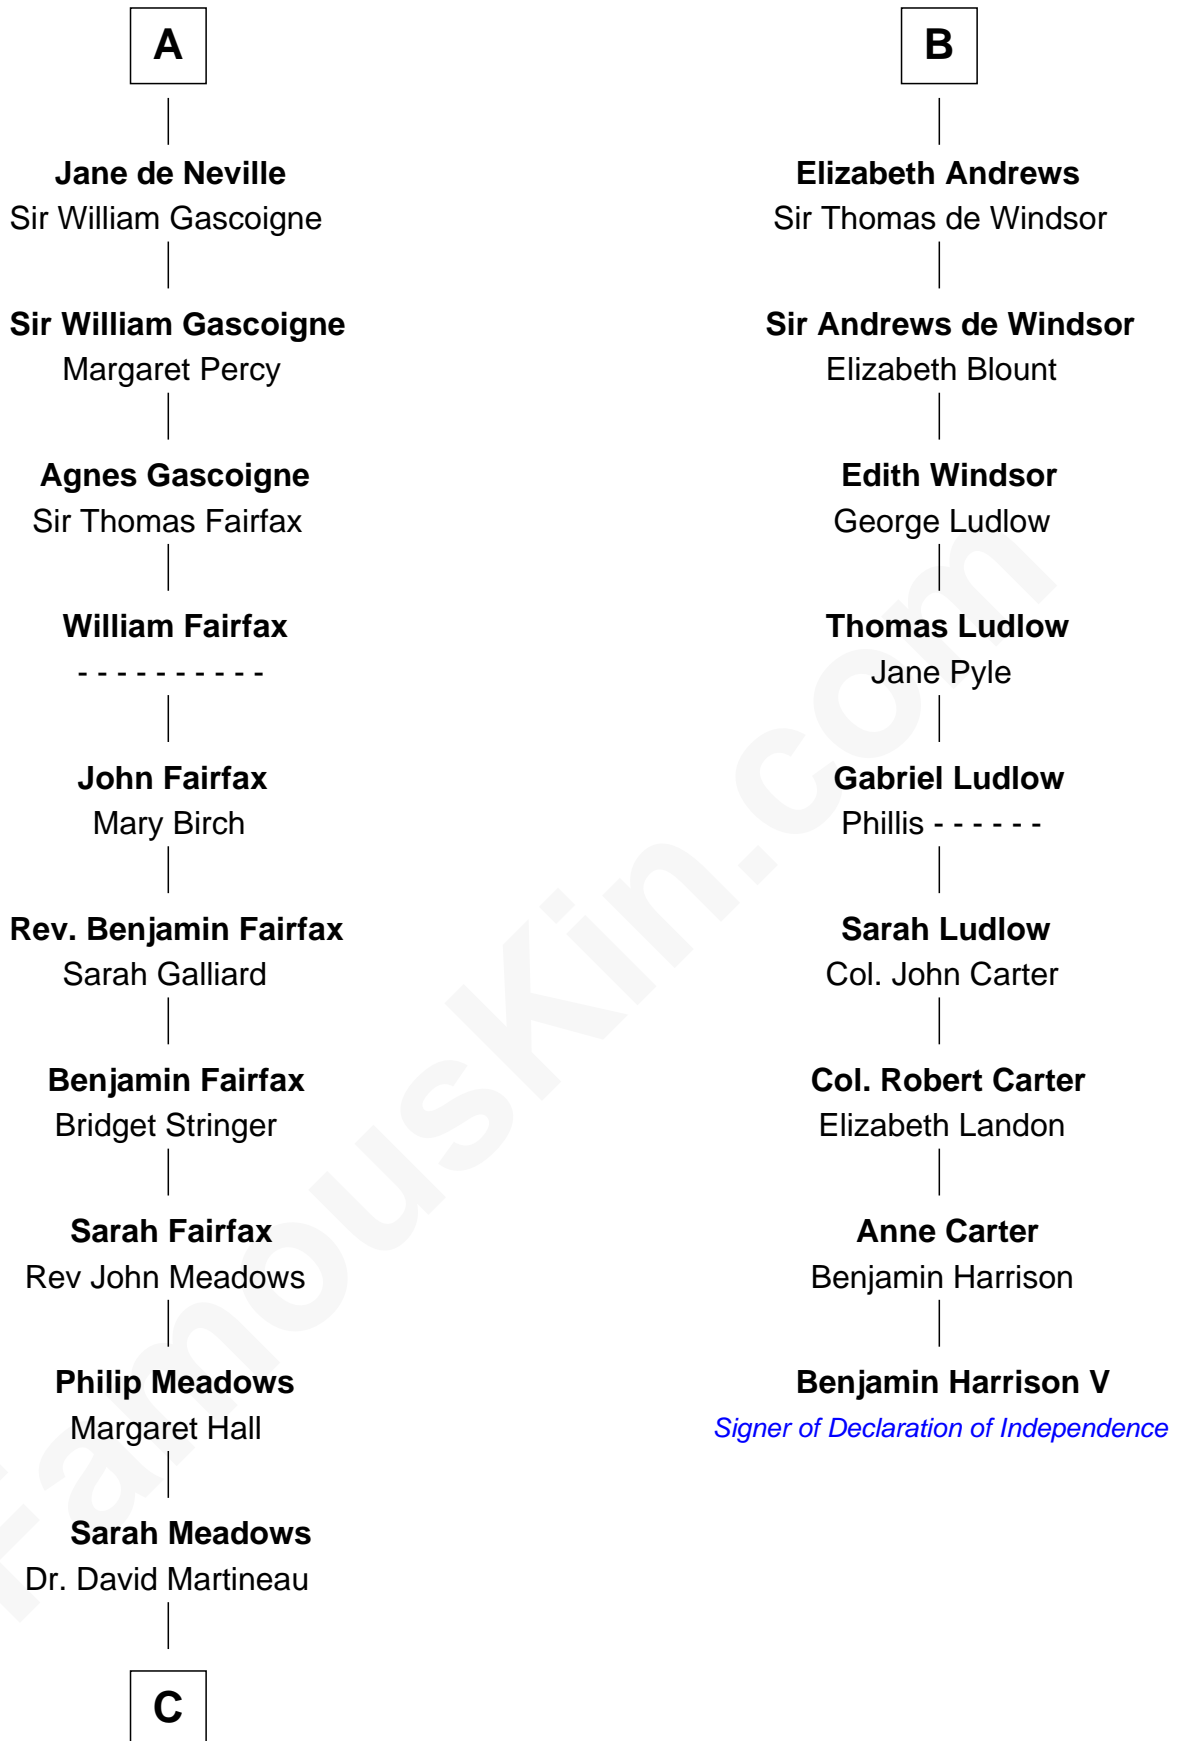 A
Jane de Neville
Sir William Gascoigne
Sir William Gascoigne
Margaret Percy
Agnes Gascoigne
Sir Thomas Fairfax
William Fairfax
- - - - - - - - - -
John Fairfax
Mary Birch
Rev. Benjamin Fairfax
Sarah Galliard
Benjamin Fairfax
Bridget Stringer
Sarah Fairfax
Rev John Meadows
Philip Meadows
Margaret Hall
Sarah Meadows
Dr. David Martineau
C
B
Elizabeth Andrews
Sir Thomas de Windsor
Sir Andrews de Windsor
Elizabeth Blount
Edith Windsor
George Ludlow
Thomas Ludlow
Jane Pyle
Gabriel Ludlow
Phillis - - - - - -
Sarah Ludlow
Col. John Carter
Col. Robert Carter
Elizabeth Landon
Anne Carter
Benjamin Harrison
Benjamin Harrison V
Signer of Declaration of Independence
FamousKin.com